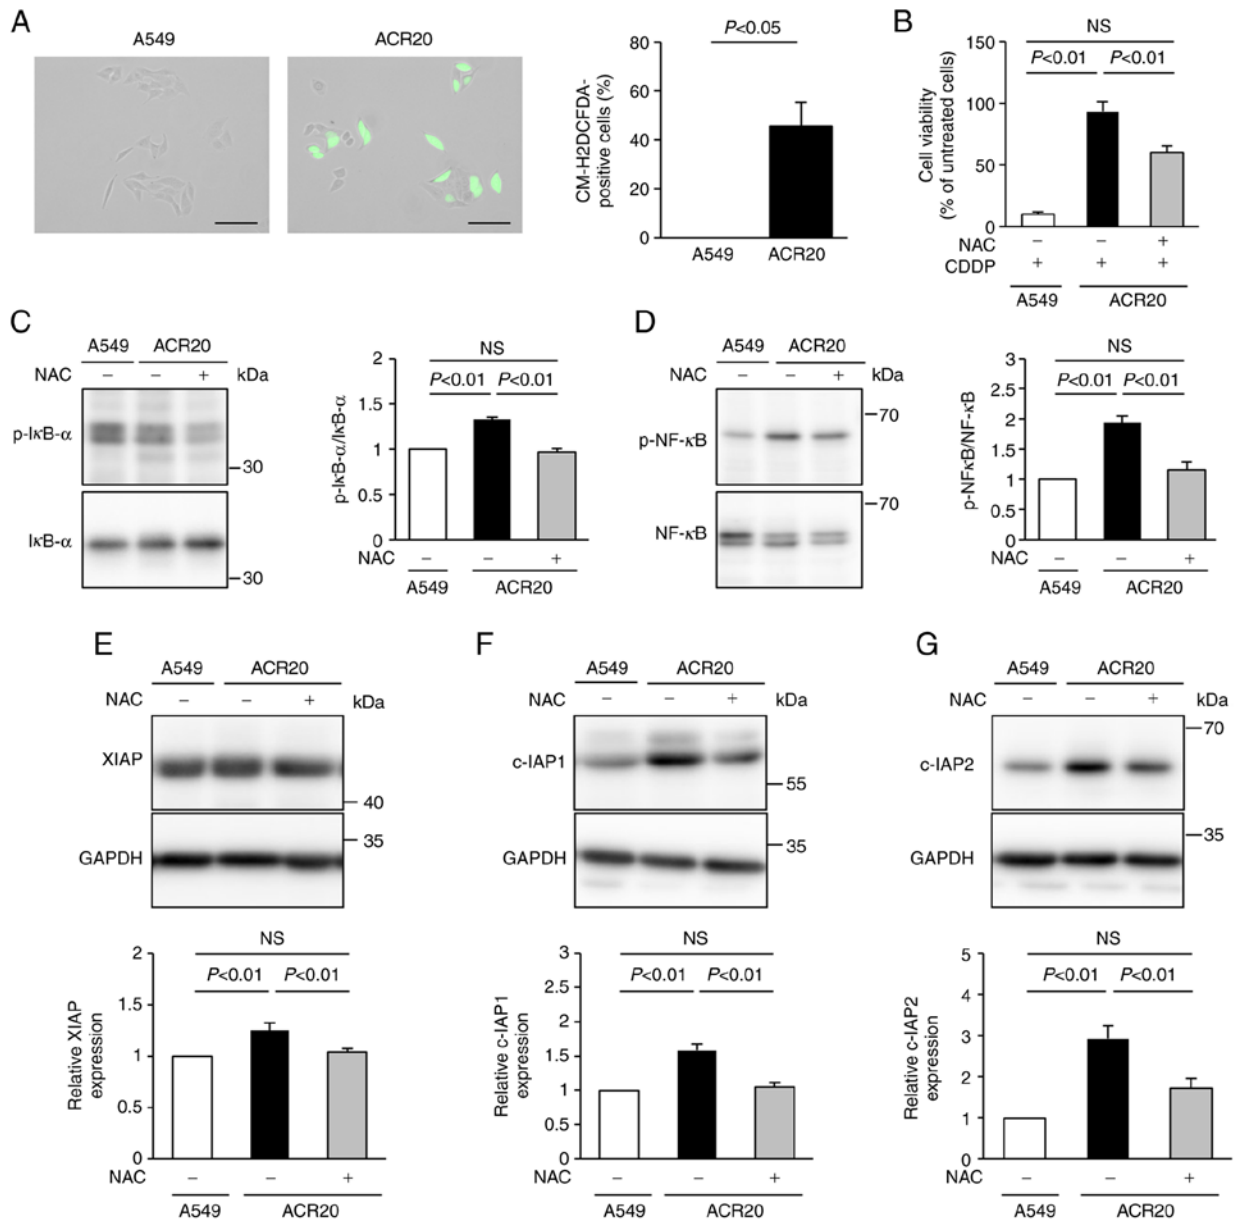 A
A549
ACR20
P<0.05
CM-H2DCFDA-
positive cells (%)
80
60
40
20
0
A549
ACR20
B
NS
P<0.01
P<0.01
Cell viability
(% of untreated cells)
150
100
50
0
NAC – – +
CDDP + + +
A549
ACR20
C
A549
ACR20
NAC – – + kDa
p-IκB-α
30
IκB-α
30
NS
P<0.01
P<0.01
p-IκB-α/IκB-α
2
1.5
1
0.5
0
NAC – – +
A549
ACR20
D
A549
ACR20
NAC – – + kDa
70
p-NF-κB
70
NF-κB
NS
P<0.01
P<0.01
p-NFκB/NF-κB
3
2.5
2
1.5
1
0.5
0
NAC – – +
A549
ACR20
E
A549
ACR20
NAC – – + kDa
XIAP
40
35
GAPDH
NS
P<0.01
P<0.01
Relative XIAP
expression
2
1.5
1
0.5
0
NAC – – +
A549
ACR20
F
A549
ACR20
NAC – – + kDa
c-IAP1
55
35
GAPDH
NS
P<0.01
P<0.01
Relative c-IAP1
expression
3
2.5
2
1.5
1
0.5
0
NAC – – +
A549
ACR20
G
A549
ACR20
NAC – – + kDa
70
c-IAP2
35
GAPDH
NS
P<0.01
P<0.01
Relative c-IAP2
expression
5
4
3
2
1
0
NAC – – +
A549
ACR20